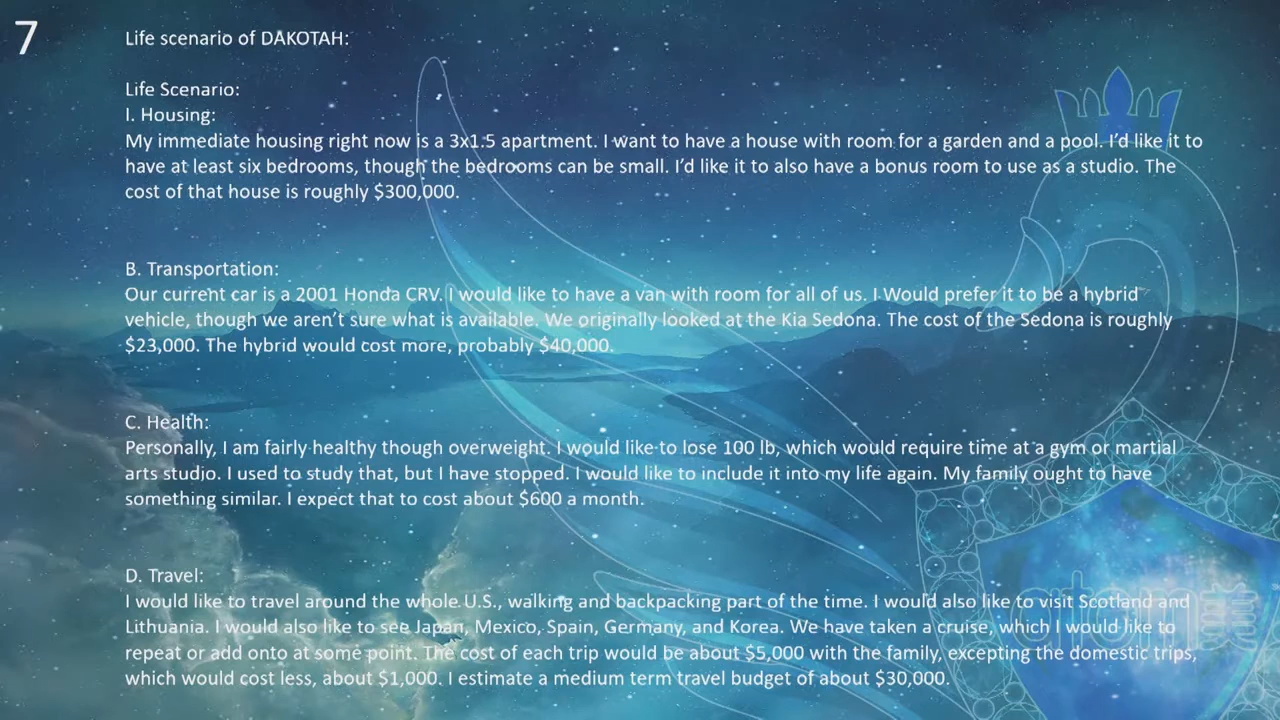 7
Life scenario of DAKOTAH:
Life Scenario:
I. Housing:
My immediate housing right now is a 3x1.5 apartment. I want to have a house with room for a garden and a pool. I'd like it to
have at least six bedrooms, though the bedrooms can be small. I'd like it to also have a bonus room to use as a studio. The
cost of that house is roughly $300,000.
B. Transportation:
Our current car is a 2001 Honda CRV. I would like to have a van with room for all of us. I Would prefer it to be a hybrid
vehicle, though we aren't sure what is available. We originally looked at the Kia Sedona. The cost of the Sedona is roughly
$23,000. The hybrid would cost more, probably $40,000.
C. Health:
Personally, I am fairly healthy though overweight. I would like to lose 100 lb, which would require time at a gym or martial
arts studio. I used to study that, but I have stopped. I would like to include it into my life again. My family ought to have
something similar. I expect that to cost about $600 a month.
D. Travel:
I would like to travel around the whole U.S., walking and backpacking part of the time. I would also like to visit Scotland and
Lithuania. I would also like to see Japan, Mexico, Spain, Germany, and Korea. We have taken a cruise, which I would like to
repeat or add onto at some point. The cost of each trip would be about $5,000 with the family, excepting the domestic trips,
which would cost less, about $1,000. I estimate a medium term travel budget of about $30,000.